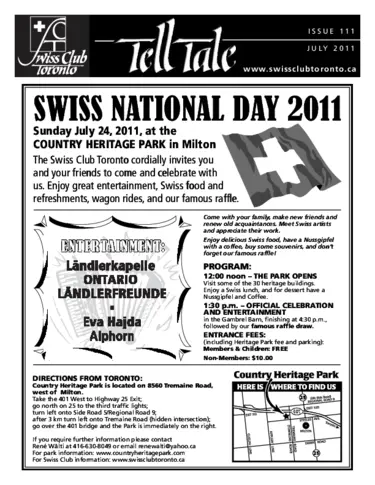 Swiss Club
Toronto
Tell Tale
ISSUE 111
JULY 2011
www.swissclubtoronto.ca
SWISS NATIONAL DAY 2011
Sunday July 24, 2011, at the
COUNTRY HERITAGE PARK in Milton
The Swiss Club Toronto cordially invites you
and your friends to come and celebrate with
us. Enjoy great entertainment, Swiss food and
refreshments, wagon rides, and our famous raffle.
ENTERTAINMENT:
Ländlerkapelle
ONTARIO
LÄNDLERFREUNDE
•
Eva Hajda
Alphorn
Come with your family, make new friends and
renew old acquaintances. Meet Swiss artists
and appreciate their work.
Enjoy delicious Swiss food, have a Nussgipfel
with a coffee, buy some souvenirs, and don't
forget our famous raffle!
PROGRAM:
12:00 noon – THE PARK OPENS
Visit some of the 30 heritage buildings.
Enjoy a Swiss lunch, and for dessert have a
Nussgipfel and Coffee.
1:30 p.m. – OFFICIAL CELEBRATION
AND ENTERTAINMENT
in the Gambrel Barn, finishing at 4:30 p.m.,
followed by our famous raffle draw.
ENTRANCE FEES:
(including Heritage Park fee and parking):
Members & Children: FREE
Non-Members: $10.00
DIRECTIONS FROM TORONTO:
Country Heritage Park is located on 8560 Tremaine Road,
west of Milton.
Take the 401 West to Highway 25 Exit;
go north on 25 to the third traffic lights;
turn left onto Side Road 5/Regional Road 9;
after 3 km turn left onto Tremaine Road (hidden intersection);
go over the 401 bridge and the Park is immediately on the right.
If you require further information please contact
René Wälti at 416-630-8049 or email renewalti@yahoo.ca
For park information: www.countryheritagepark.com
For Swiss Club information: www.swissclubtoronto.ca
Country Heritage Park
HERE IS WHERE TO FIND US